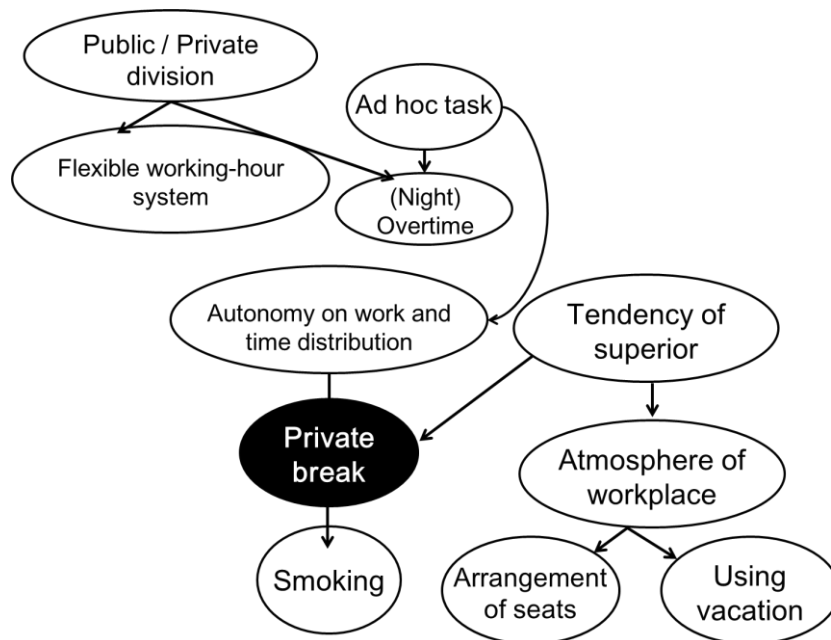 Public / Private
division
Ad hoc task
Flexible working-hour
system
(Night)
Overtime
Autonomy on work and
time distribution
Tendency of
superior
Private
break
Atmosphere of
workplace
Smoking
Arrangement
of seats
Using
vacation